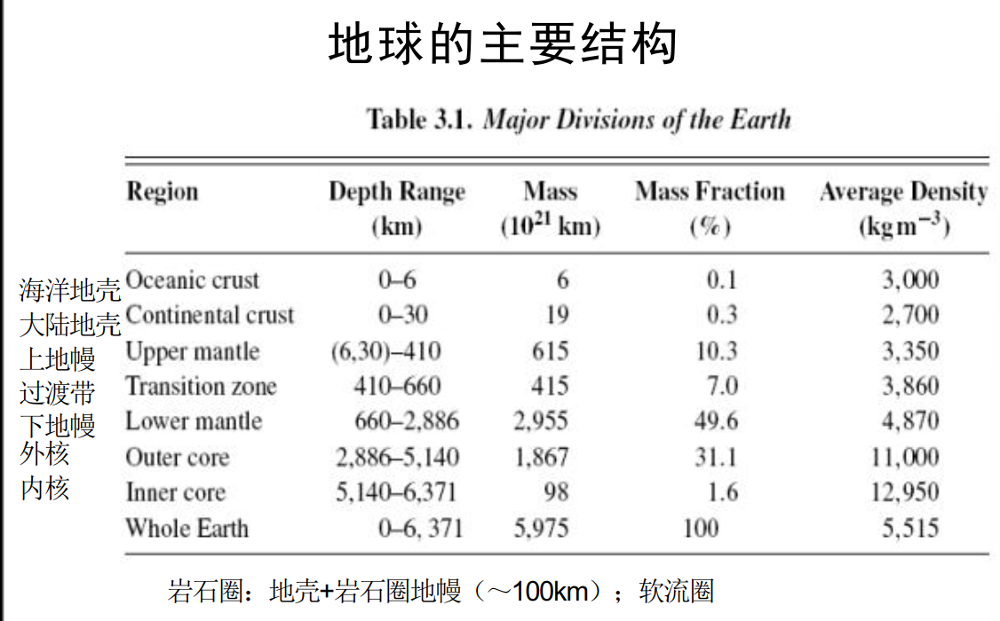 地球的主要结构
Table 3.1. Major Divisions of the Earth
Region Depth Range Mass Mass Fraction Average Density
(km) (10²¹ km) (%) (kg m⁻³)
海洋地壳 Oceanic crust 0–6 6 0.1 3,000
大陆地壳 Continental crust 0–30 19 0.3 2,700
上地幔 Upper mantle (6,30)–410 615 10.3 3,350
过渡带 Transition zone 410–660 415 7.0 3,860
下地幔 Lower mantle 660–2,886 2,955 49.6 4,870
外核 Outer core 2,886–5,140 1,867 31.1 11,000
内核 Inner core 5,140–6,371 98 1.6 12,950
Whole Earth 0–6, 371 5,975 100 5,515
岩石圈：地壳+岩石圈地幔（～100km）；软流圈